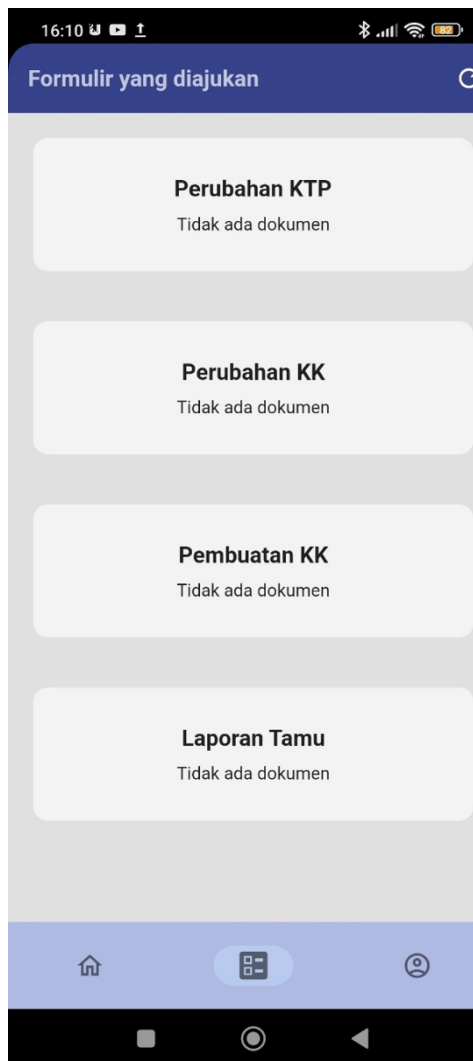 16:10
82
Formulir yang diajukan
Perubahan KTP
Tidak ada dokumen
Perubahan KK
Tidak ada dokumen
Pembuatan KK
Tidak ada dokumen
Laporan Tamu
Tidak ada dokumen